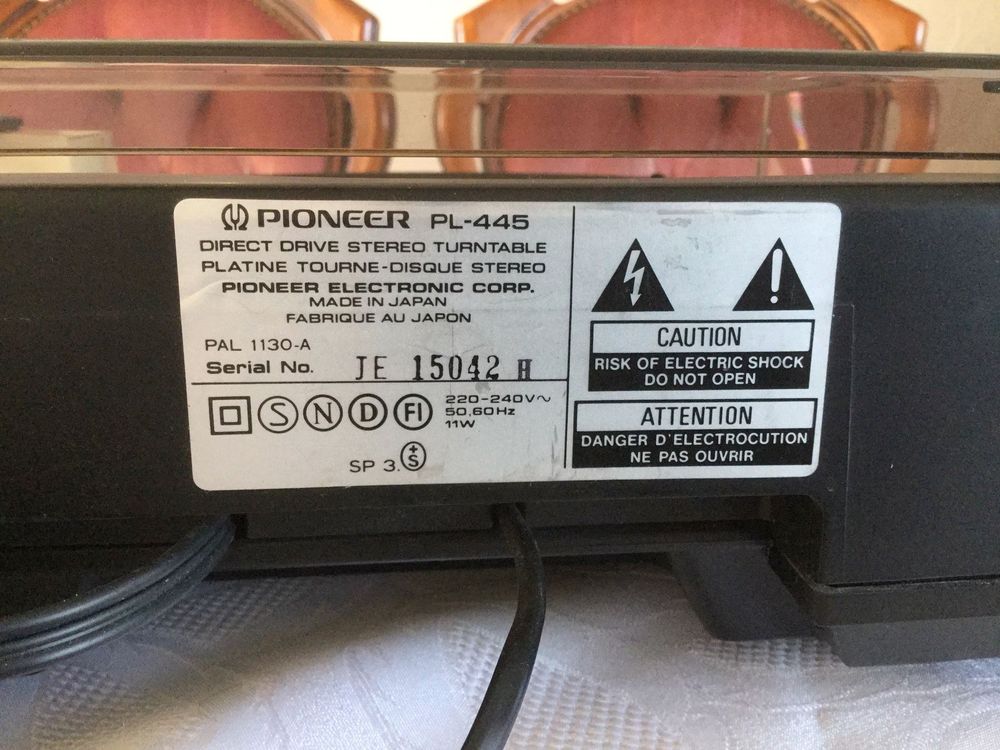 PIONEER PL-445
DIRECT DRIVE STEREO TURNTABLE
PLATINE TOURNE-DISQUE STEREO
PIONEER ELECTRONIC CORP.
MADE IN JAPAN
FABRIQUE AU JAPON
PAL 1130-A
Serial No. JE 15042 H
S N D FI
220-240V~
50,60Hz
11W
SP 3. +S
CAUTION
RISK OF ELECTRIC SHOCK
DO NOT OPEN
ATTENTION
DANGER D'ELECTROCUTION
NE PAS OUVRIR